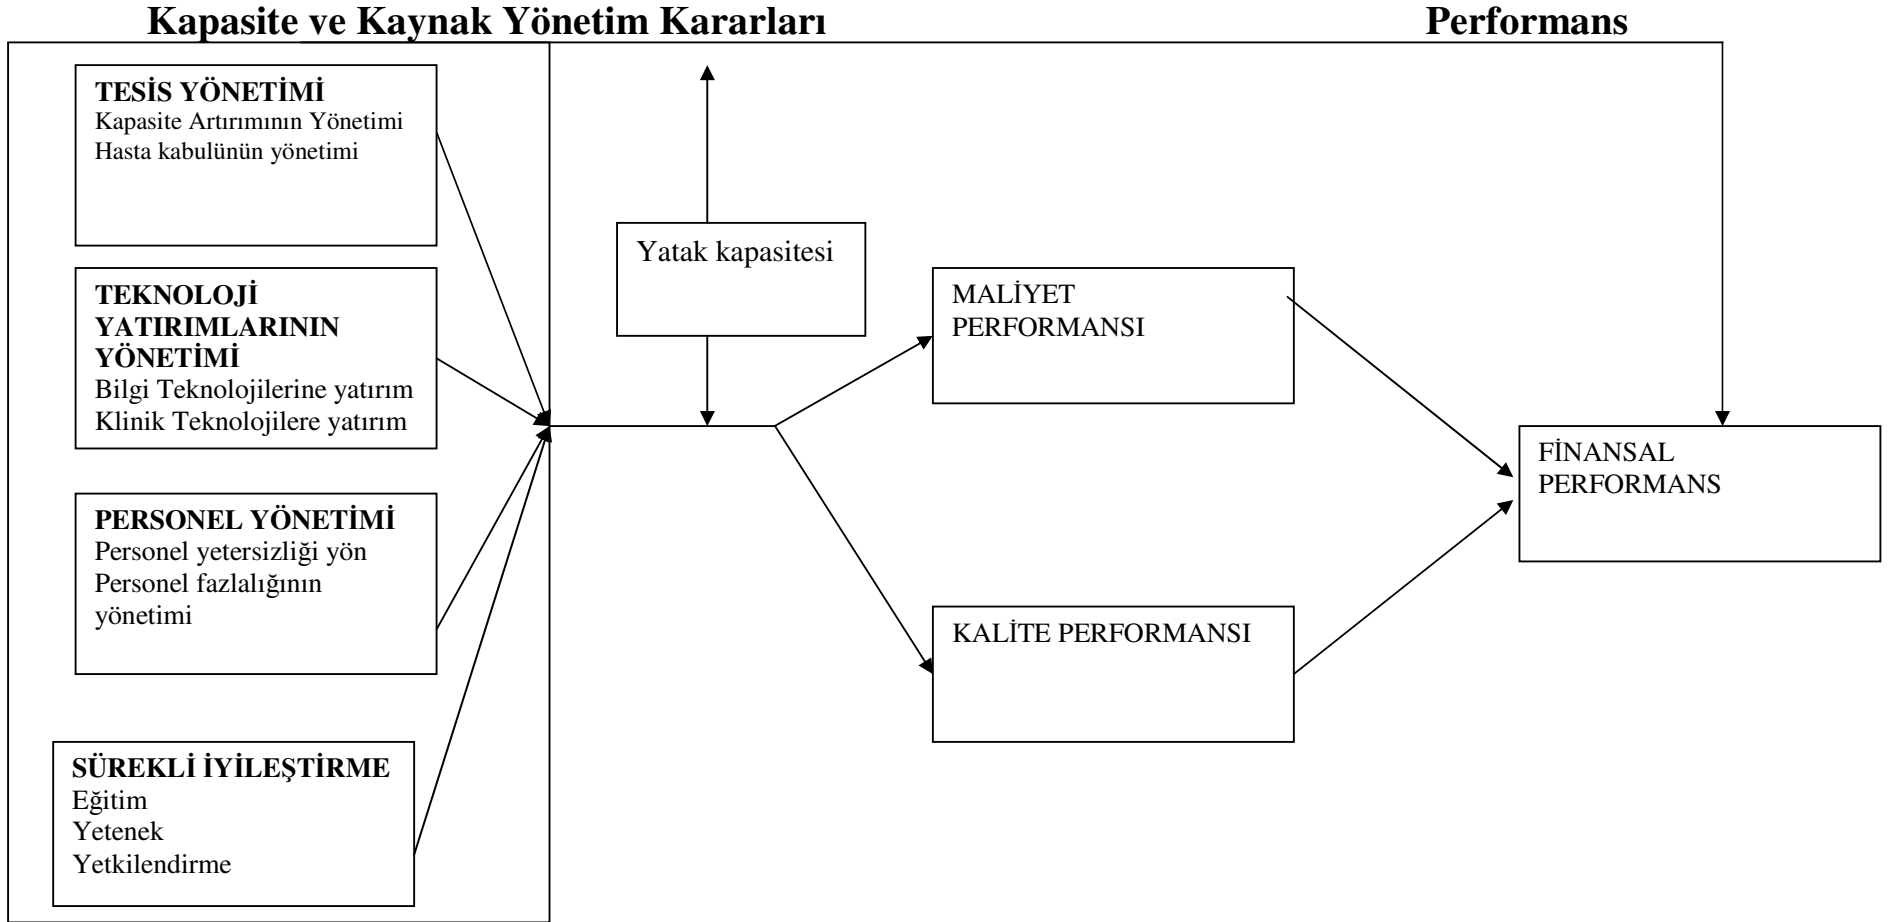 Kapasite ve Kaynak Yönetim Kararları
Performans
TESİS YÖNETİMİ
Kapasite Artırımının Yönetimi
Hasta kabulünün yönetimi
TEKNOLOJİ
YATIRIMLARININ
YÖNETİMİ
Bilgi Teknolojilerine yatırım
Klinik Teknolojilere yatırım
PERSONEL YÖNETİMİ
Personel yetersizliği yön
Personel fazlalığının
yönetimi
SÜREKLİ İYİLEŞTİRME
Eğitim
Yetenek
Yetkilendirme
Yatak kapasitesi
MALİYET
PERFORMANSI
KALİTE PERFORMANSI
FİNANSAL
PERFORMANS